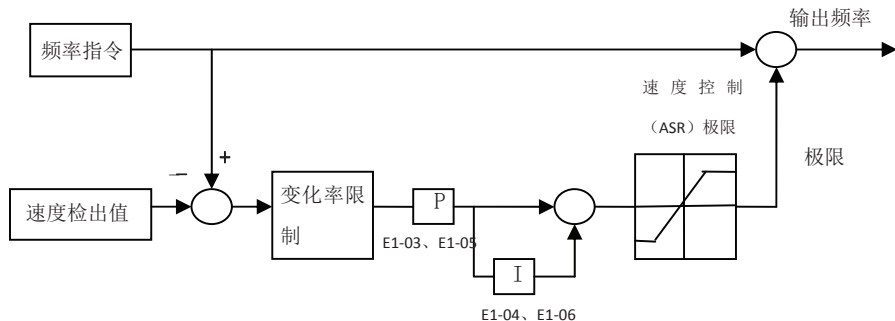 输出频率
频率指令
速 度 控 制
（ASR）极限
+
—
极限
速度检出值
变化率限
制
P
E1-03、E1-05
I
E1-04、E1-06